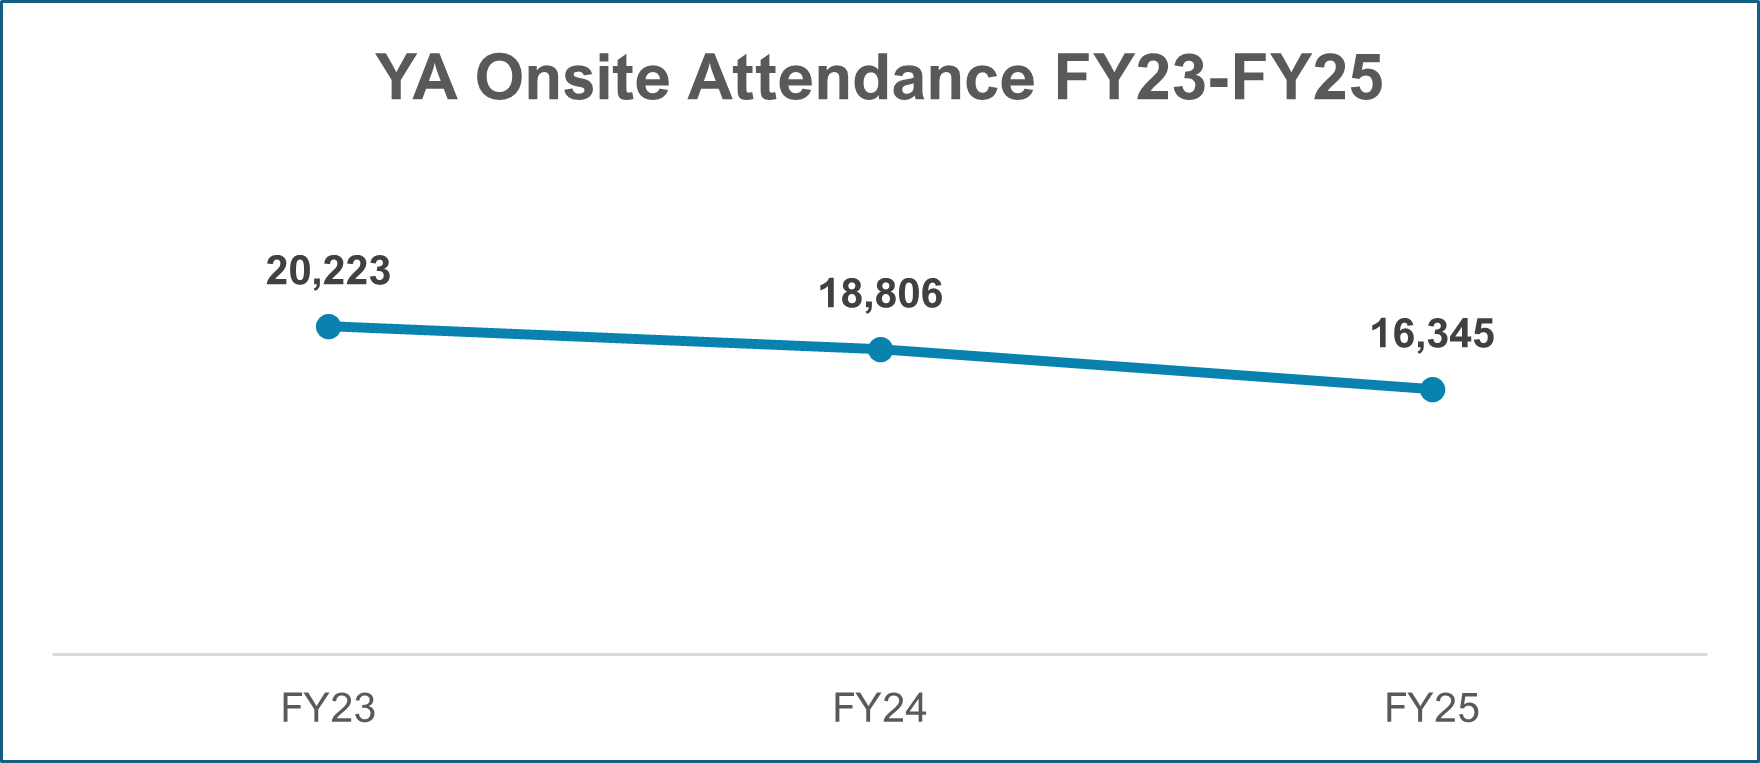 YA Onsite Attendance FY23-FY25
20,223
18,806
16,345
FY23
FY24
FY25